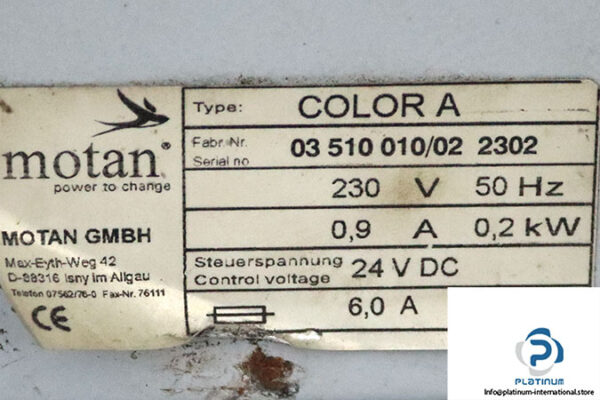 motan®
power to change
MOTAN GMBH
Max-Eyth-Weg 42
D-88316 Isny im Allgau
Telefon 07562/76-0 Fax-Nr. 76111
CE
Type: COLOR A
Fabr. Nr.
Serial no 03 510 010/02 2302
230 V 50 Hz
0,9 A 0,2 kW
Steuerspannung
Control voltage 24 V DC
6,0 A
PLATINUM
Info@platinum-international.store